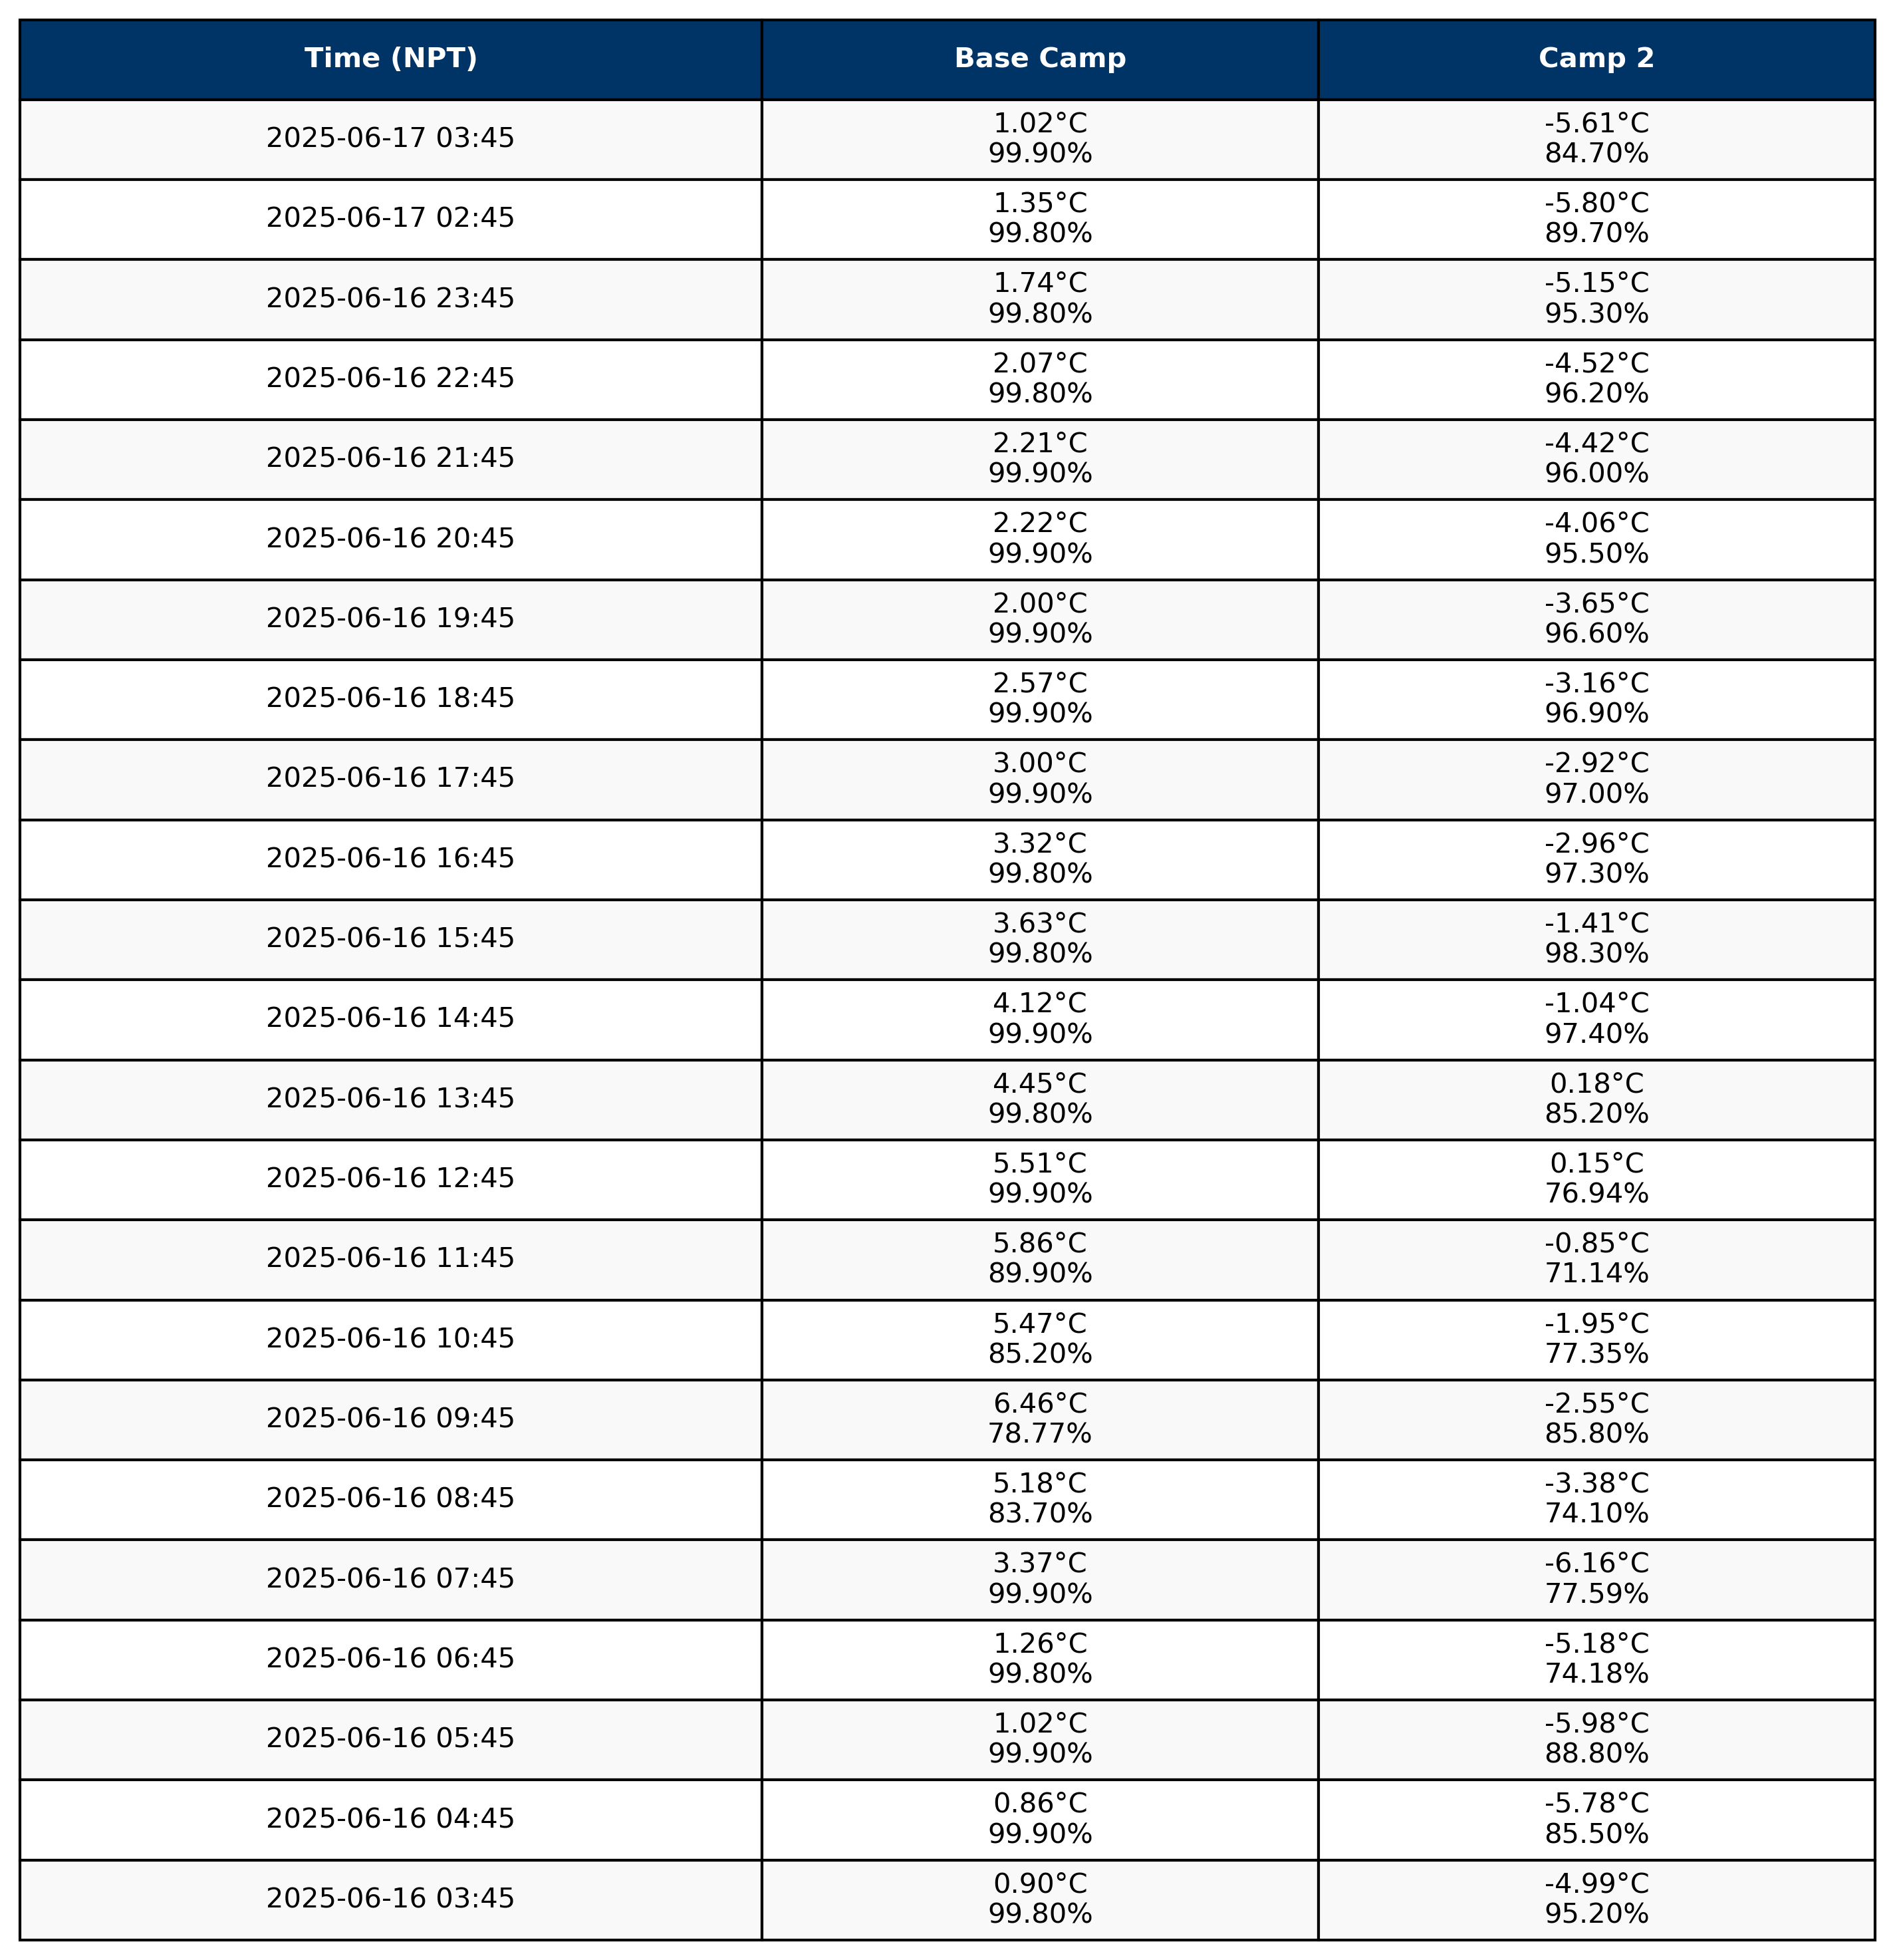 Time (NPT) Base Camp Camp 2
2025-06-17 03:45 1.02°C -5.61°C
99.90% 84.70%
2025-06-17 02:45 1.35°C -5.80°C
99.80% 89.70%
2025-06-16 23:45 1.74°C -5.15°C
99.80% 95.30%
2025-06-16 22:45 2.07°C -4.52°C
99.80% 96.20%
2025-06-16 21:45 2.21°C -4.42°C
99.90% 96.00%
2025-06-16 20:45 2.22°C -4.06°C
99.90% 95.50%
2025-06-16 19:45 2.00°C -3.65°C
99.90% 96.60%
2025-06-16 18:45 2.57°C -3.16°C
99.90% 96.90%
2025-06-16 17:45 3.00°C -2.92°C
99.90% 97.00%
2025-06-16 16:45 3.32°C -2.96°C
99.80% 97.30%
2025-06-16 15:45 3.63°C -1.41°C
99.80% 98.30%
2025-06-16 14:45 4.12°C -1.04°C
99.90% 97.40%
2025-06-16 13:45 4.45°C 0.18°C
99.80% 85.20%
2025-06-16 12:45 5.51°C 0.15°C
99.90% 76.94%
2025-06-16 11:45 5.86°C -0.85°C
89.90% 71.14%
2025-06-16 10:45 5.47°C -1.95°C
85.20% 77.35%
2025-06-16 09:45 6.46°C -2.55°C
78.77% 85.80%
2025-06-16 08:45 5.18°C -3.38°C
83.70% 74.10%
2025-06-16 07:45 3.37°C -6.16°C
99.90% 77.59%
2025-06-16 06:45 1.26°C -5.18°C
99.80% 74.18%
2025-06-16 05:45 1.02°C -5.98°C
99.90% 88.80%
2025-06-16 04:45 0.86°C -5.78°C
99.90% 85.50%
2025-06-16 03:45 0.90°C -4.99°C
99.80% 95.20%